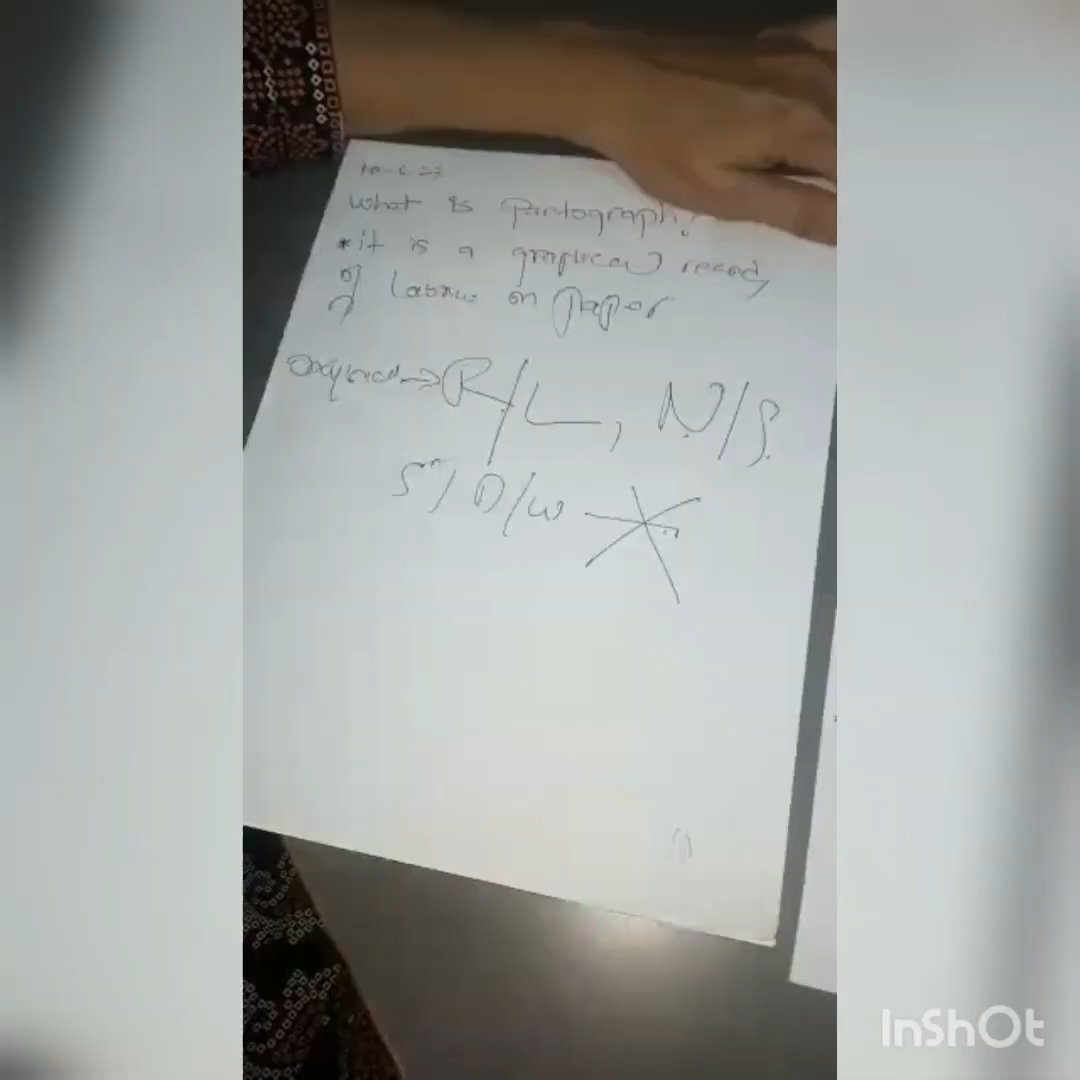 What is Partograph?
*it is a graphical record
of labour on paper
→ R/L, N/S.
D/W
InShOt